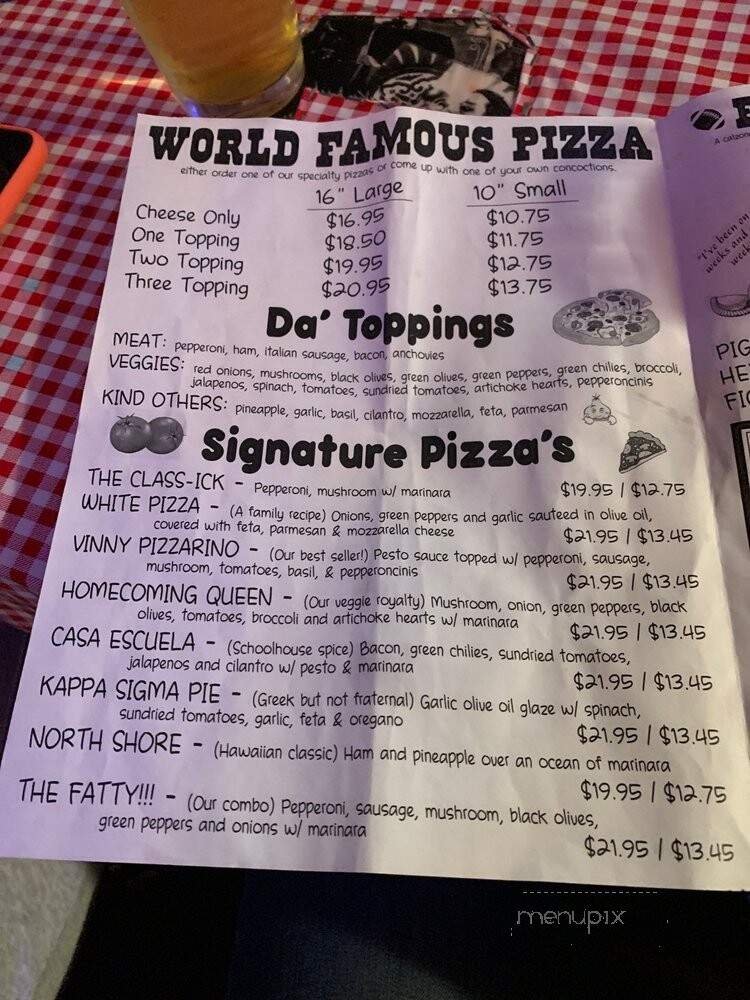 WORLD FAMOUS PIZZA
either order one of our specialty pizzas or come up with one of your own concoctions.
16" Large 10" Small
Cheese Only $16.95 $10.75
One Topping $18.50 $11.75
Two Topping $19.95 $12.75
Three Topping $20.95 $13.75
Da' Toppings
MEAT: pepperoni, ham, italian sausage, bacon, anchovies
VEGGIES: red onions, mushrooms, black olives, green olives, green peppers, green chilies, broccoli,
jalapenos, spinach, tomatoes, sundried tomatoes, artichoke hearts, pepperoncinis
KIND OTHERS: pineapple, garlic, basil, cilantro, mozzarella, feta, parmesan
Signature Pizza's
THE CLASS-ICK - Pepperoni, mushroom w/ marinara $19.95 / $12.75
WHITE PIZZA - (A family recipe) Onions, green peppers and garlic sauteed in olive oil,
covered with feta, parmesan & mozzarella cheese $21.95 / $13.45
VINNY PIZZARINO - (Our best seller!) Pesto sauce topped w/ pepperoni, sausage,
mushroom, tomatoes, basil, & pepperoncinis $21.95 / $13.45
HOMECOMING QUEEN - (Our veggie royalty) Mushroom, onion, green peppers, black
olives, tomatoes, broccoli and artichoke hearts w/ marinara $21.95 / $13.45
CASA ESCUELA - (Schoolhouse spice) Bacon, green chilies, sundried tomatoes,
jalapenos and cilantro w/ pesto & marinara $21.95 / $13.45
KAPPA SIGMA PIE - (Greek but not fraternal) Garlic olive oil glaze w/ spinach,
sundried tomatoes, garlic, feta & oregano $21.95 / $13.45
NORTH SHORE - (Hawaiian classic) Ham and pineapple over an ocean of marinara
$19.95 / $12.75
THE FATTY!!! - (Our combo) Pepperoni, sausage, mushroom, black olives,
green peppers and onions w/ marinara $21.95 / $13.45
A calzon
"I've been o
weeks and
week
PIG
HE
FIG
menupix